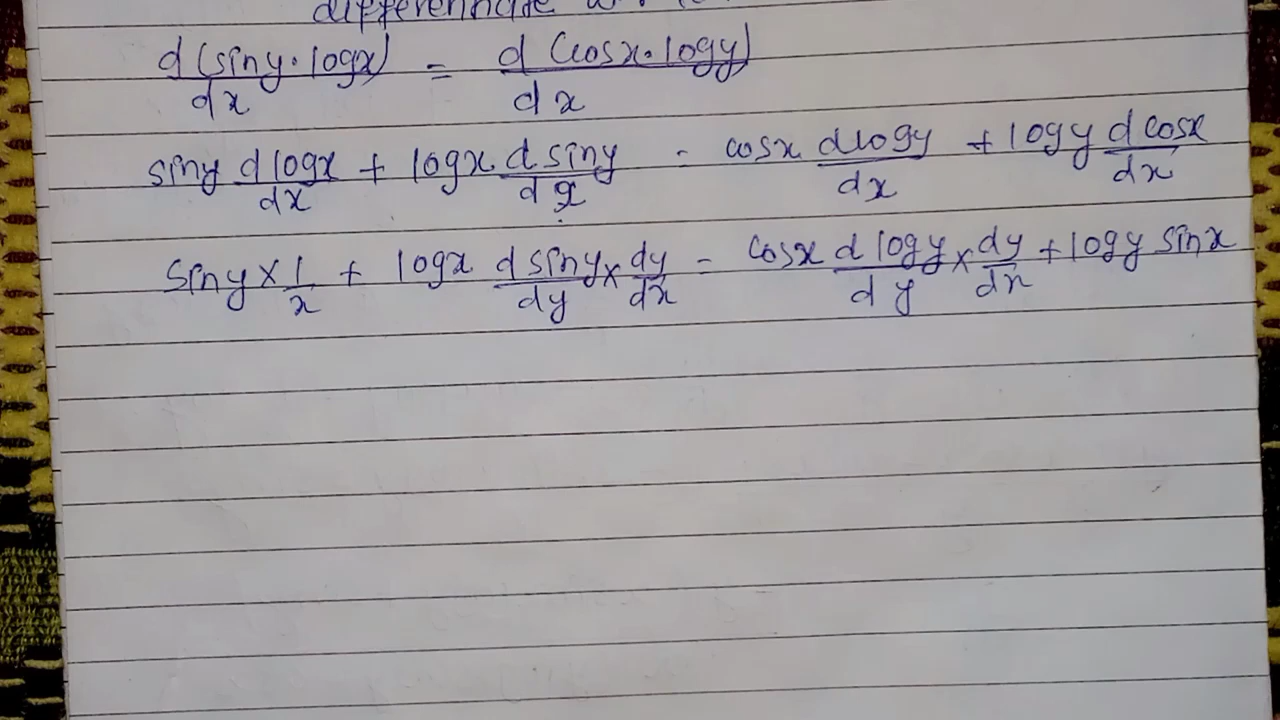 differentiate
d(siny·logx)/dx = d(cosx·logy)/dx
siny dlogx/dx + logx dsiny/dx = cosx dlogy/dx + logy dcosx/dx
siny × 1/x + logx dsiny/dy × dy/dx = cosx dlogy/dy × dy/dx + logy sinx